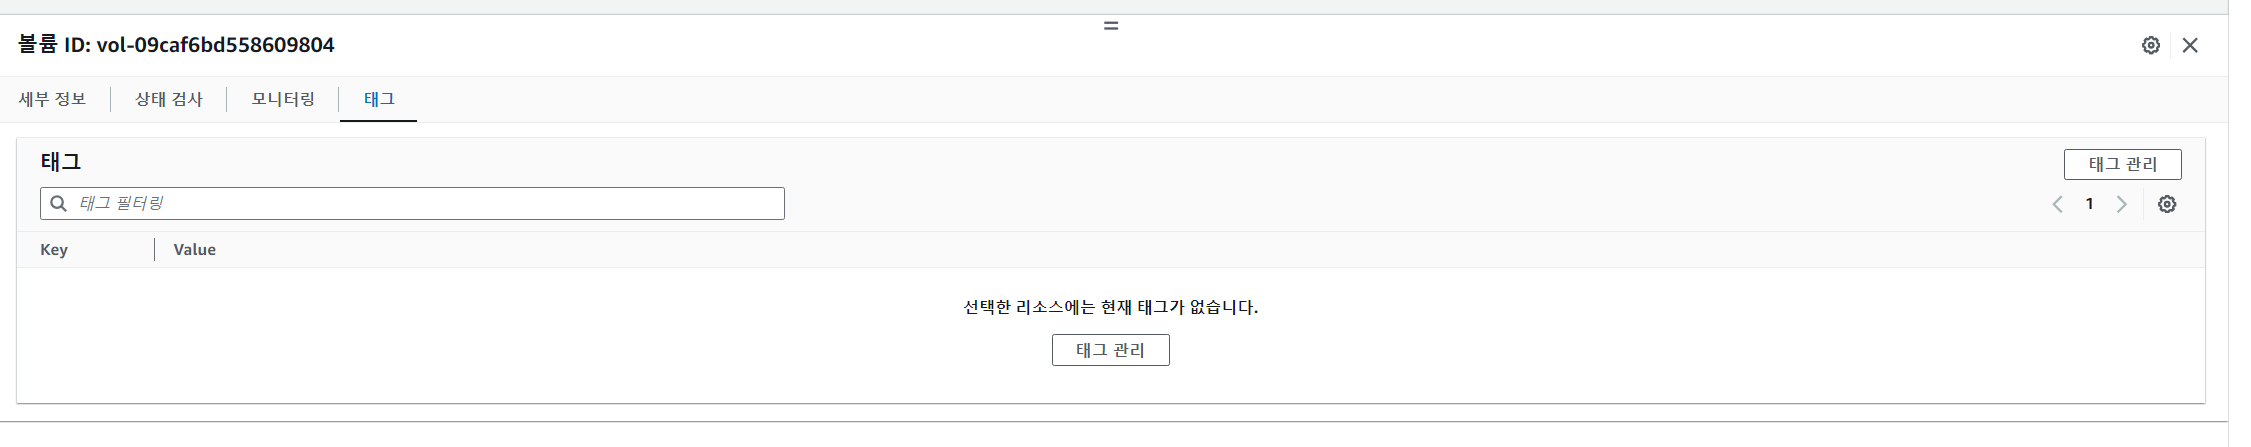 볼륨 ID: vol-09caf6bd558609804
세부 정보 상태 검사 모니터링 태그
태그
태그 관리
태그 필터링
1
Key Value
선택한 리소스에는 현재 태그가 없습니다.
태그 관리